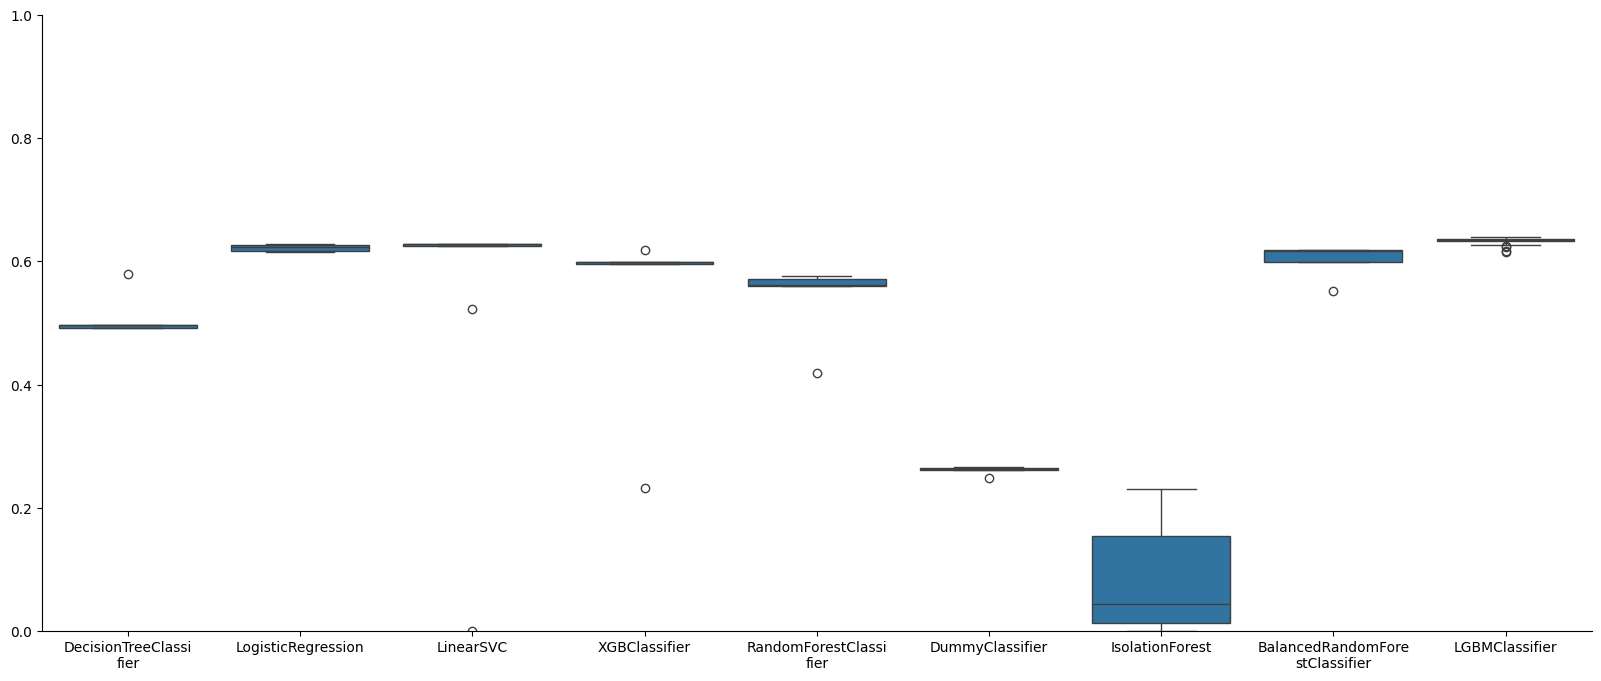 1.0
0.8
0.6
0.4
0.2
0.0
DecisionTreeClassi
fier
LogisticRegression
LinearSVC
XGBClassifier
RandomForestClassi
fier
DummyClassifier
IsolationForest
BalancedRandomFore
stClassifier
LGBMClassifier